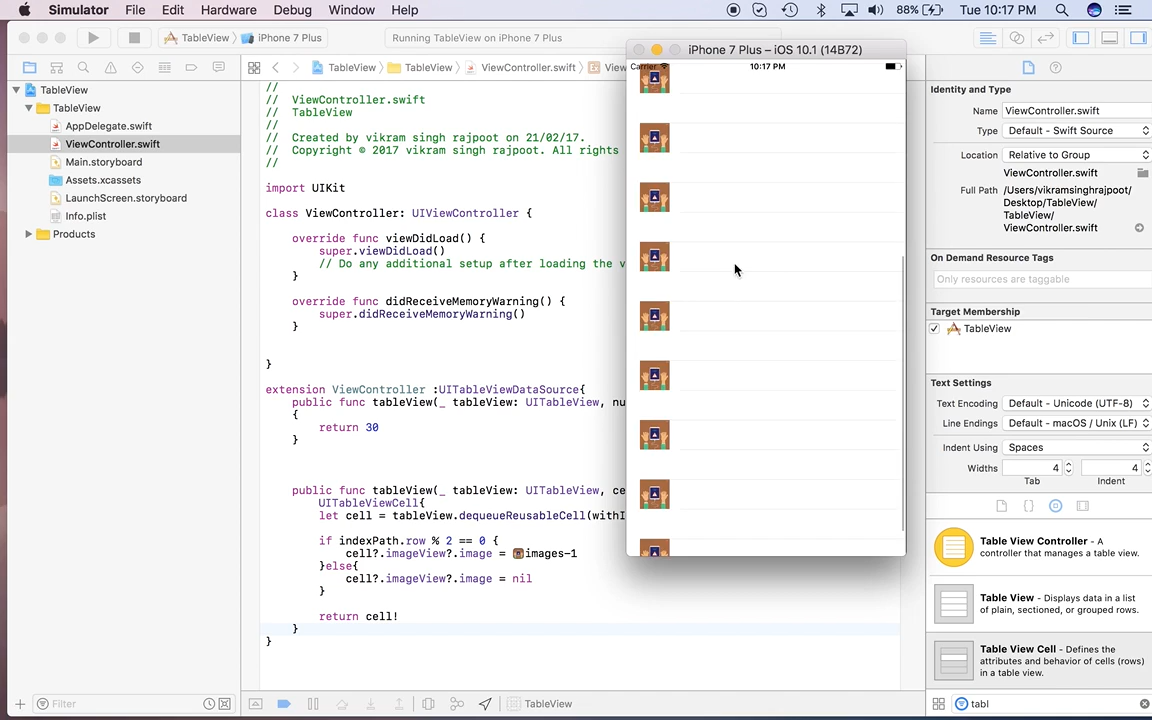 Simulator File Edit Hardware Debug Window Help 88% Tue 10:17 PM
TableView iPhone 7 Plus Running TableView on iPhone 7 Plus
iPhone 7 Plus – iOS 10.1 (14B72)
Carrier 10:17 PM
TableView TableView ViewController.swift View
TableView
TableView
AppDelegate.swift
ViewController.swift
Main.storyboard
Assets.xcassets
LaunchScreen.storyboard
Info.plist
Products
Filter
//
// ViewController.swift
// TableView
//
// Created by vikram singh rajpoot on 21/02/17.
// Copyright © 2017 vikram singh rajpoot. All rights
//
import UIKit
class ViewController: UIViewController {
override func viewDidLoad() {
super.viewDidLoad()
// Do any additional setup after loading the v
}
override func didReceiveMemoryWarning() {
super.didReceiveMemoryWarning()
}
}
extension ViewController :UITableViewDataSource{
public func tableView(_ tableView: UITableView, nu
{
return 30
}
public func tableView(_ tableView: UITableView, ce
UITableViewCell{
let cell = tableView.dequeueReusableCell(withI
if indexPath.row % 2 == 0 {
cell?.imageView?.image = images-1
}else{
cell?.imageView?.image = nil
}
return cell!
}
}
TableView
Identity and Type
Name ViewController.swift
Type Default - Swift Source
Location Relative to Group
ViewController.swift
Full Path /Users/vikramsinghrajpoot/
Desktop/TableView/
TableView/
ViewController.swift
On Demand Resource Tags
Only resources are taggable
Target Membership
TableView
Text Settings
Text Encoding Default - Unicode (UTF-8)
Line Endings Default - macOS / Unix (LF)
Indent Using Spaces
Widths 4 4
Tab Indent
Table View Controller - A
controller that manages a table view.
Table View - Displays data in a list
of plain, sectioned, or grouped rows.
Table View Cell - Defines the
attributes and behavior of cells (rows)
in a table view.
tabl